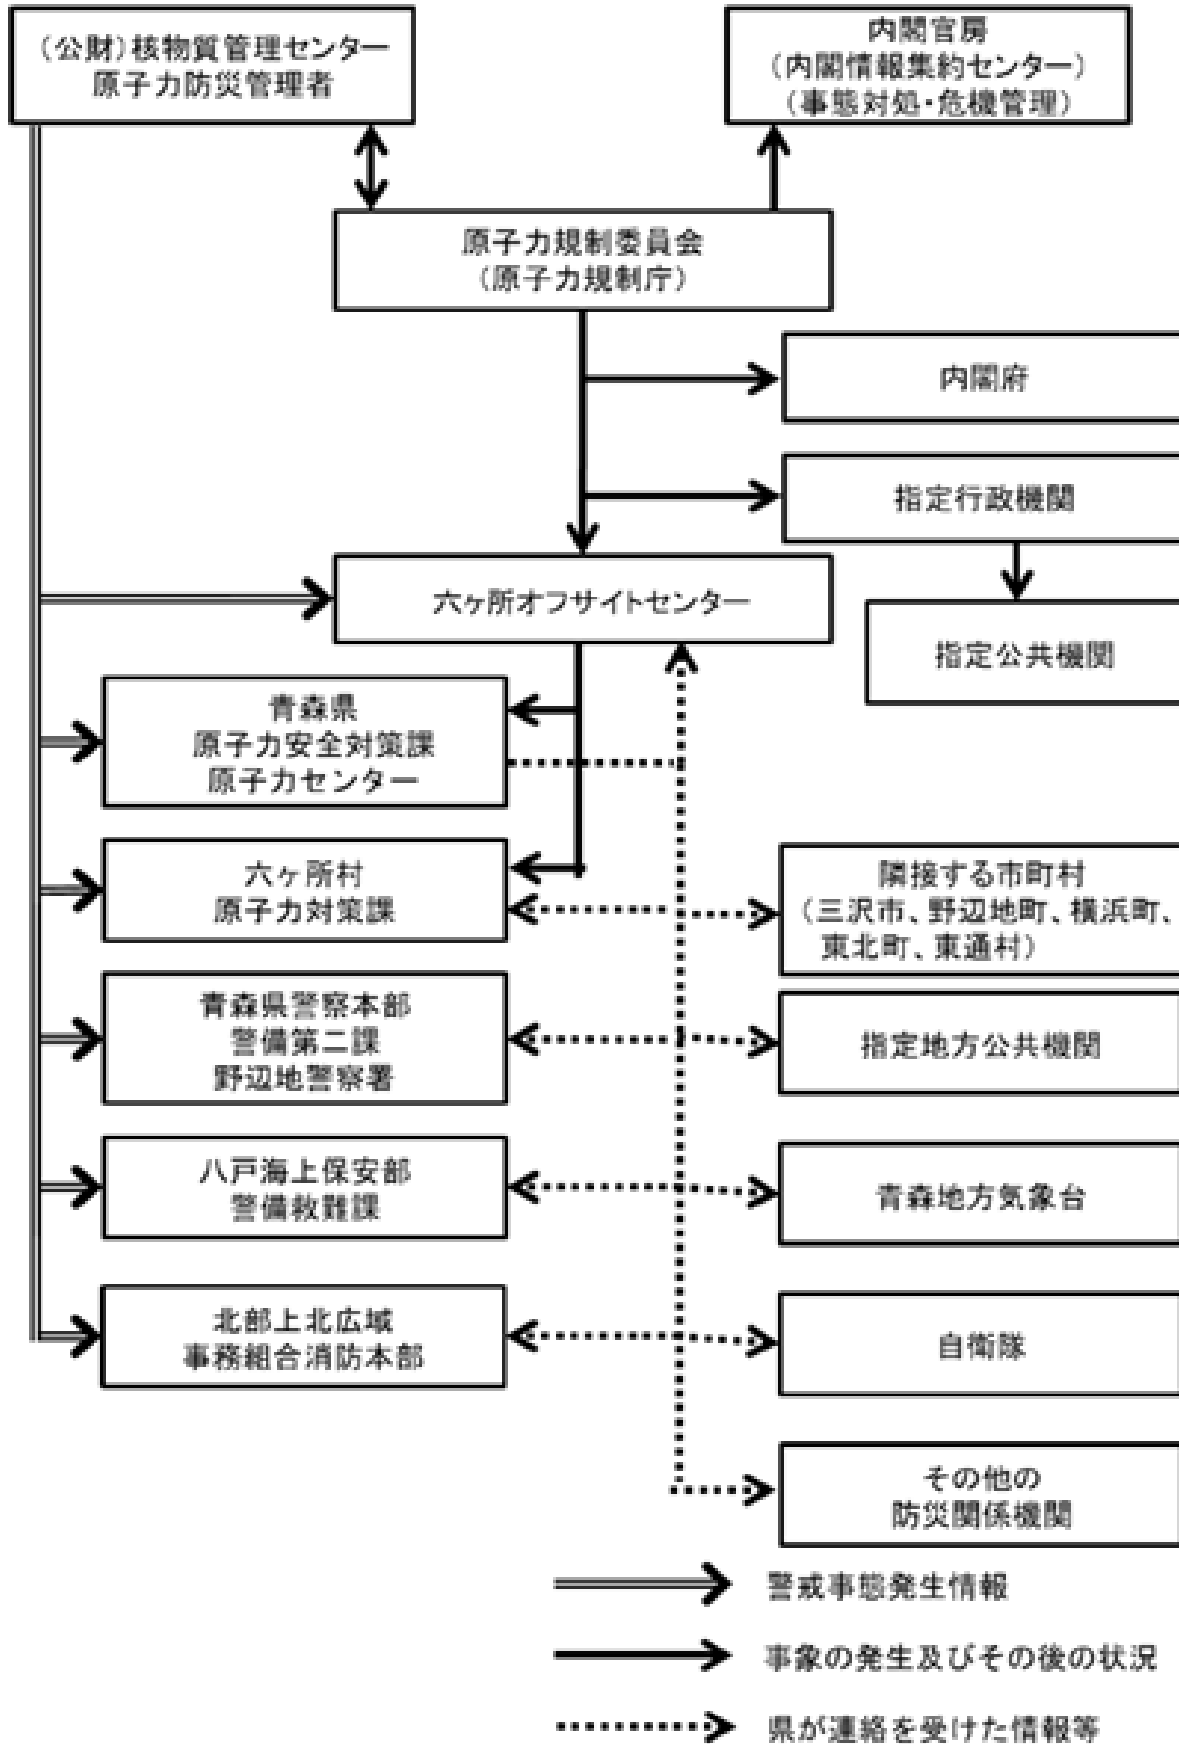 （公財）核物質管理センター
原子力防災管理者
内閣官房
（内閣情報集約センター）
（事態対処・危機管理）
原子力規制委員会
（原子力規制庁）
内閣府
指定行政機関
六ヶ所オフサイトセンター
指定公共機関
青森県
原子力安全対策課
原子力センター
六ヶ所村
原子力対策課
隣接する市町村
（三沢市、野辺地町、横浜町、
東北町、東通村）
青森県警察本部
警備第二課
野辺地警察署
指定地方公共機関
八戸海上保安部
警備救難課
青森地方気象台
北部上北広域
事務組合消防本部
自衛隊
その他の
防災関係機関
警戒事態発生情報
事象の発生及びその後の状況
県が連絡を受けた情報等